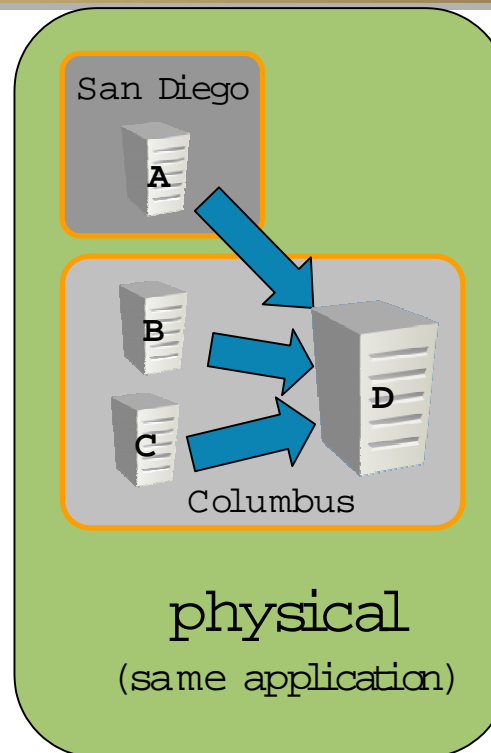 San Diego
A
B
D
C
Columbus
physical
(same application)